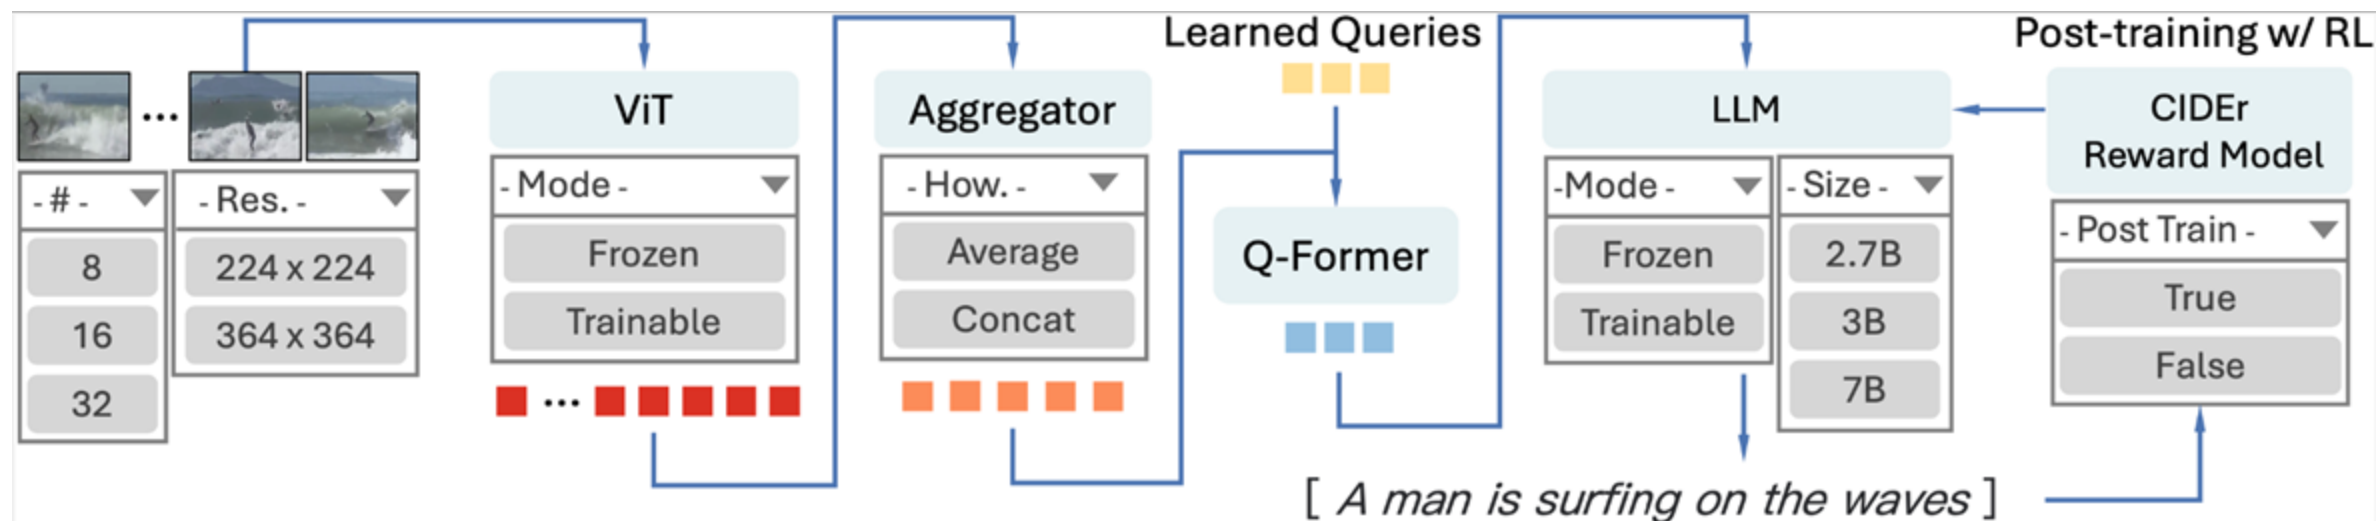 Learned Queries
Post-training w/ RL
...
ViT
Aggregator
LLM
CIDEr
Reward Model
- # -
- Res. -
- Mode -
- How. -
-Mode -
- Size -
- Post Train -
8
16
32
224 x 224
364 x 364
Frozen
Trainable
...
Average
Concat
Q-Former
Frozen
Trainable
2.7B
3B
7B
True
False
[ A man is surfing on the waves ]